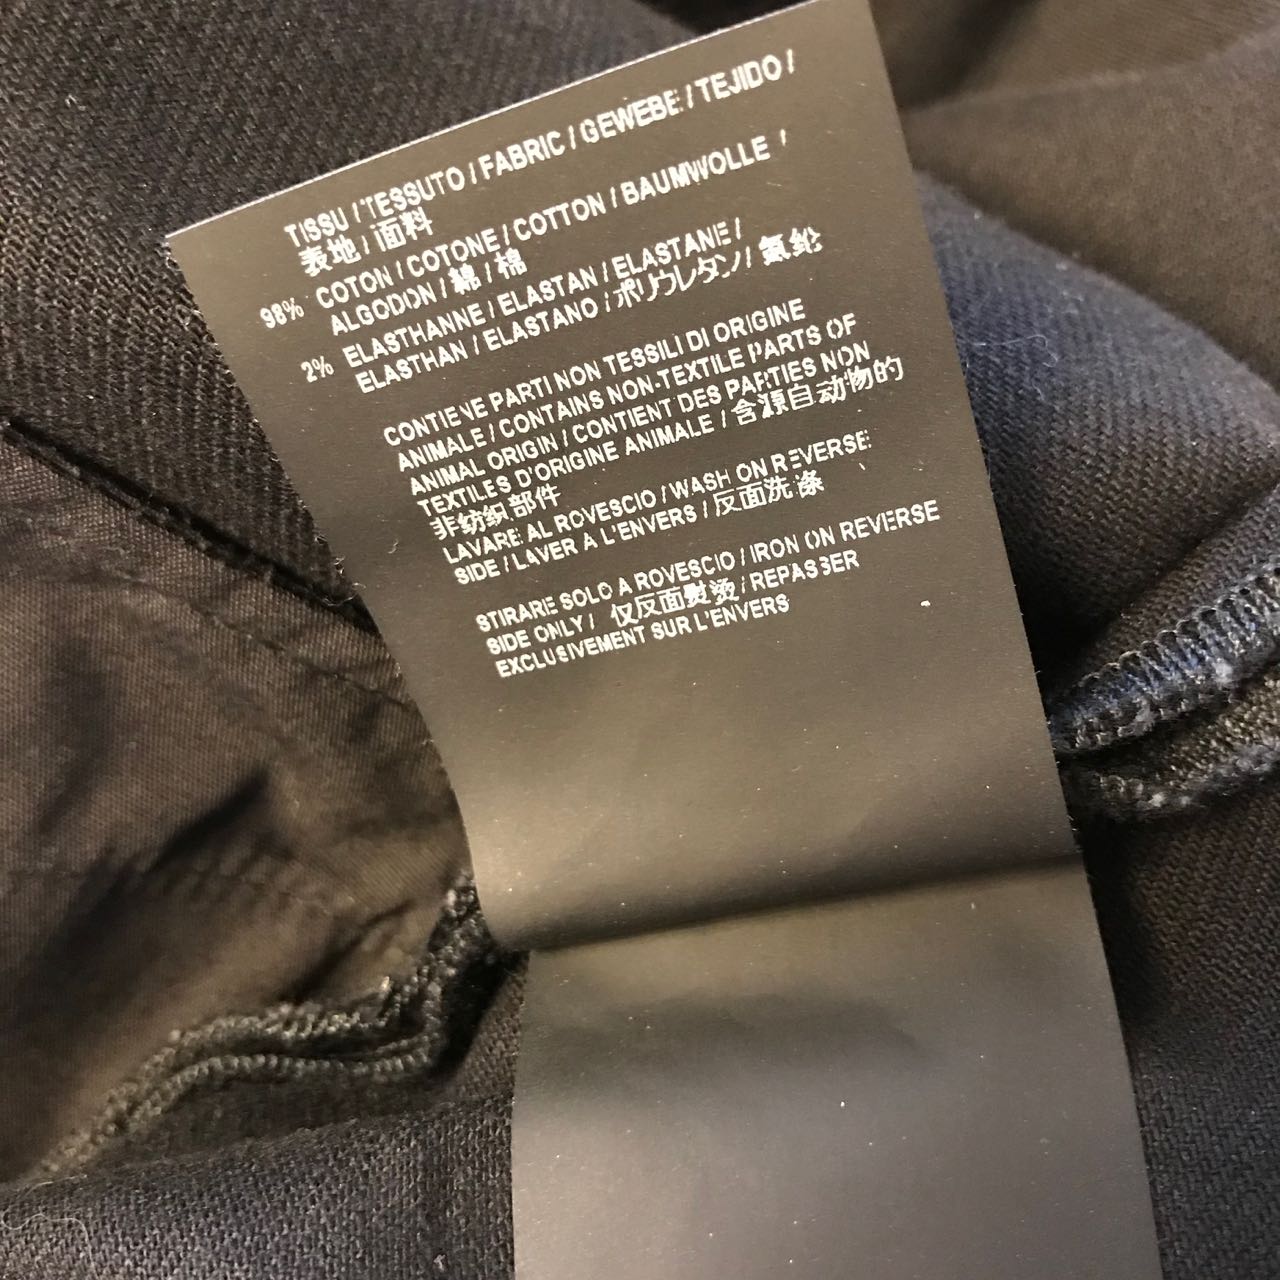 TISSU / TESSUTO / FABRIC / GEWEBE / TEJIDO /
表地 / 面料
98% COTON / COTONE / COTTON / BAUMWOLLE /
ALGODON / 綿 / 棉
2% ELASTHANNE / ELASTAN / ELASTANE /
ELASTHAN / ELASTANO / ポリウレタン / 氨纶
CONTIENE PARTI NON TESSILI DI ORIGINE
ANIMALE / CONTAINS NON-TEXTILE PARTS OF
ANIMAL ORIGIN / CONTIENT DES PARTIES NON
TEXTILES D'ORIGINE ANIMALE / 含源自动物的
非纺织部件
LAVARE AL ROVESCIO / WASH ON REVERSE
SIDE / LAVER A L'ENVERS / 反面洗涤
STIRARE SOLO A ROVESCIO / IRON ON REVERSE
SIDE ONLY / 仅反面熨烫 / REPASSER
EXCLUSIVEMENT SUR L'ENVERS